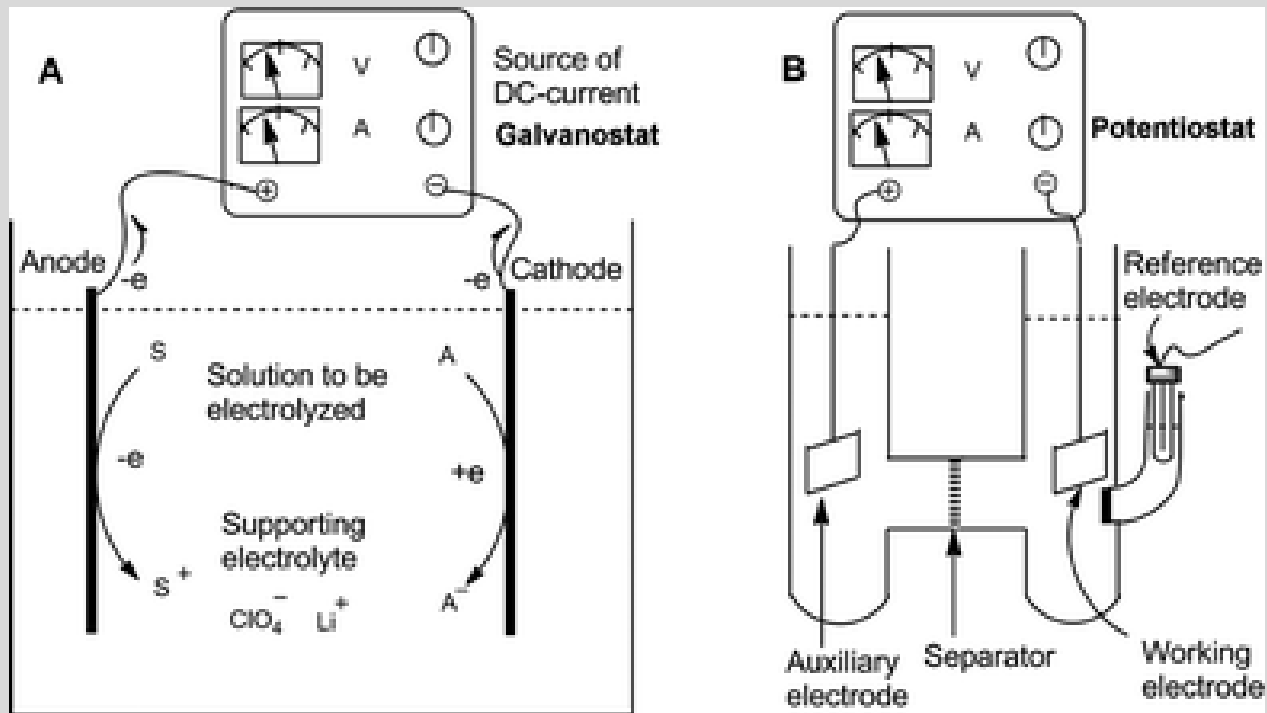 A
V
A
Source of
DC-current
Galvanostat
+
−
Anode
-e
-e
Cathode
S
A
Solution to be
electrolyzed
-e
+e
Supporting
electrolyte
S+
A−
ClO4− Li+
B
V
A
Potentiostat
+
−
Reference
electrode
Auxiliary
electrode
Separator
Working
electrode